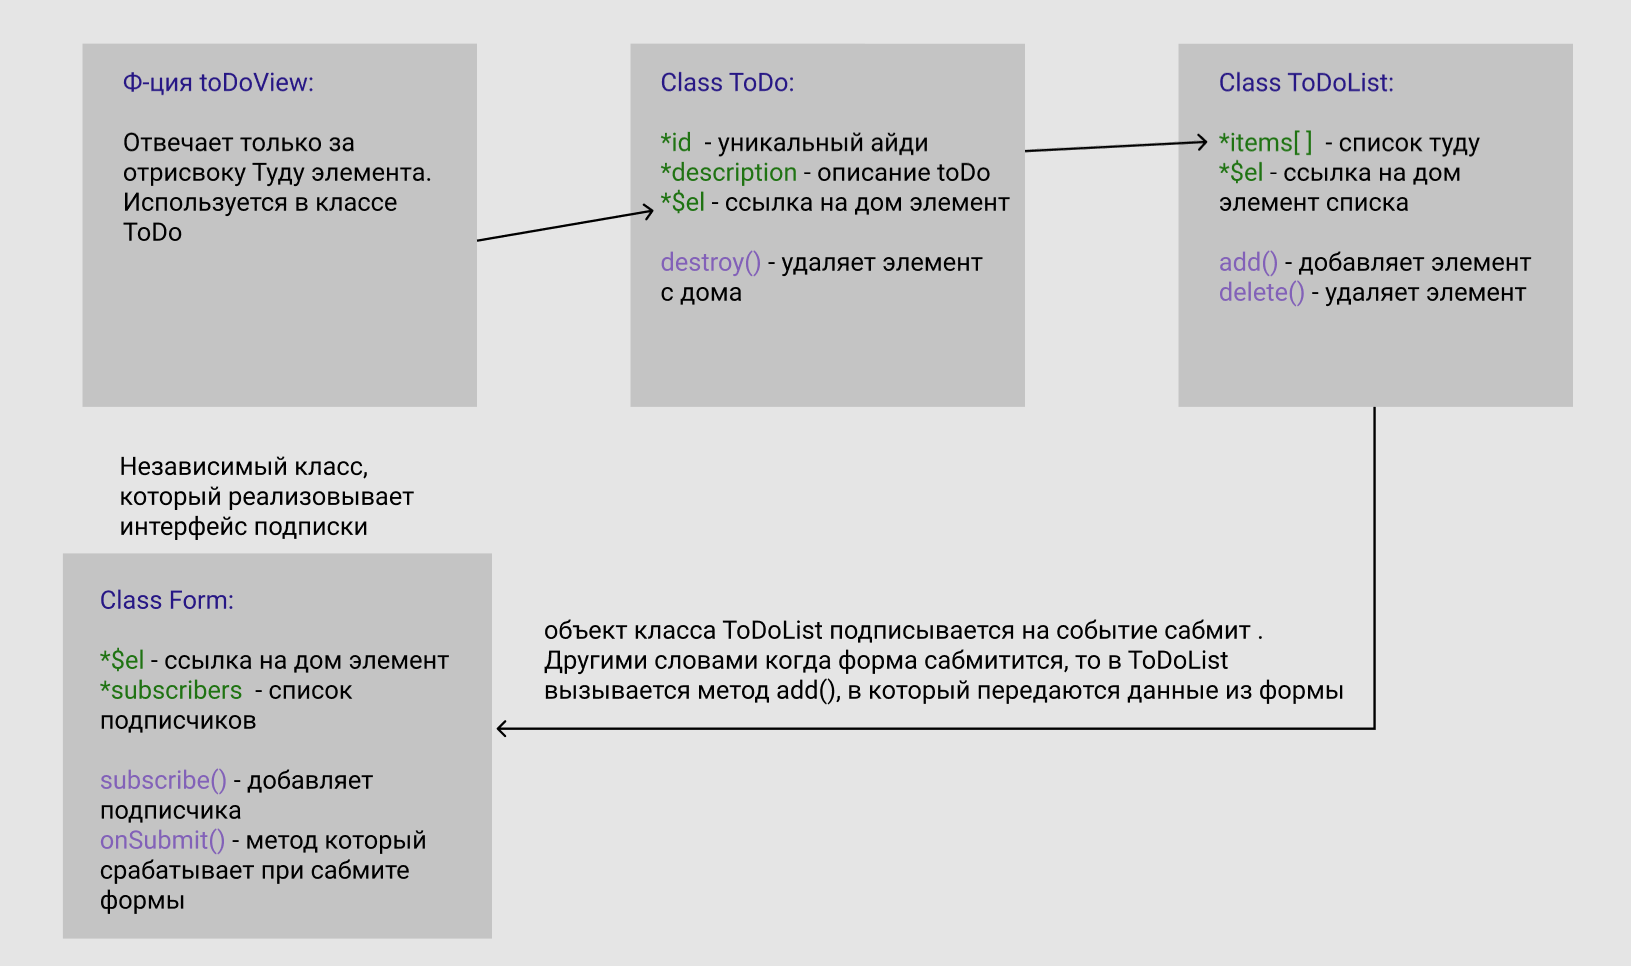 Ф-ция toDoView:
Отвечает только за
отрисвоку Туду элемента.
Используется в классе
ToDo
Class ToDo:
*id - уникальный айди
*description - описание toDo
*$el - ссылка на дом элемент
destroy() - удаляет элемент
с дома
Class ToDoList:
*items[ ] - список туду
*$el - ссылка на дом
элемент списка
add() - добавляет элемент
delete() - удаляет элемент
Независимый класс,
который реализовывает
интерфейс подписки
Class Form:
*$el - ссылка на дом элемент
*subscribers - список
подписчиков
subscribe() - добавляет
подписчика
onSubmit() - метод который
срабатывает при сабмите
формы
объект класса ToDoList подписывается на событие сабмит .
Другими словами когда форма сабмитится, то в ToDoList
вызывается метод add(), в который передаются данные из формы